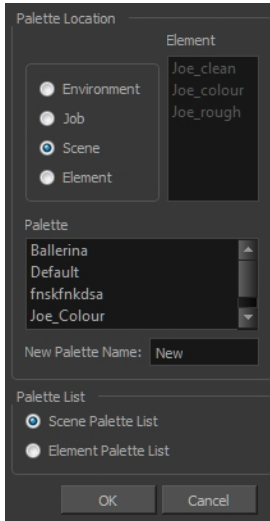 Palette Location
Element
Joe_clean
Environment
Joe_colour
Job
Joe_rough
Scene
Element
Palette
Ballerina
Default
fnskfnkdsa
Joe_Colour
New Palette Name: New
Palette List
Scene Palette List
Element Palette List
OK Cancel